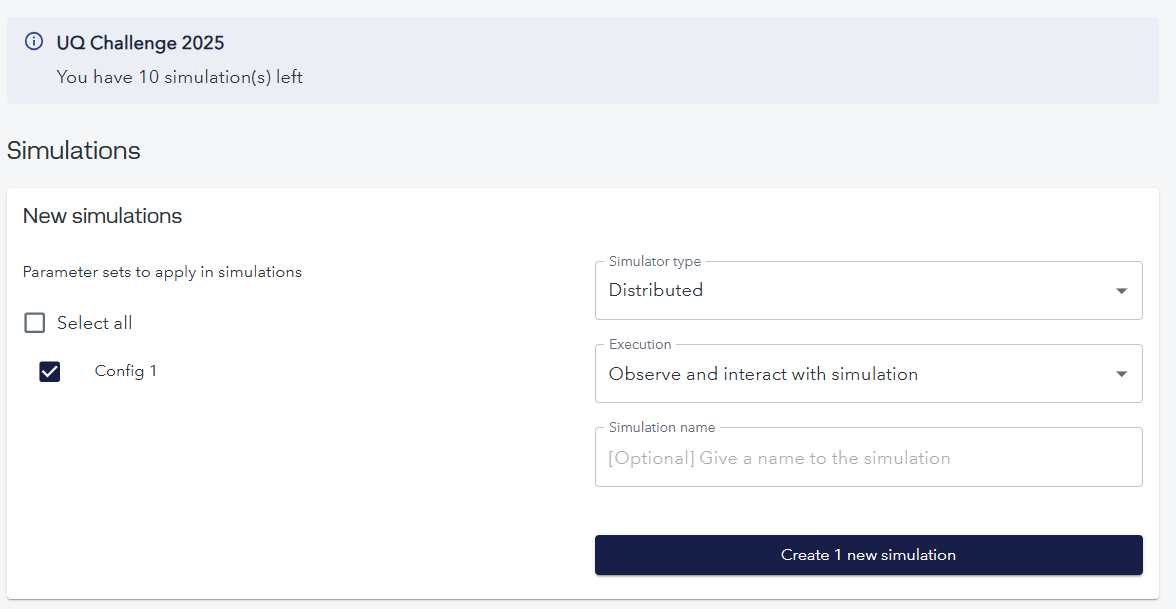 UQ Challenge 2025
You have 10 simulation(s) left
Simulations
New simulations
Parameter sets to apply in simulations
Select all
Config 1
Simulator type
Distributed
Execution
Observe and interact with simulation
Simulation name
[Optional] Give a name to the simulation
Create 1 new simulation